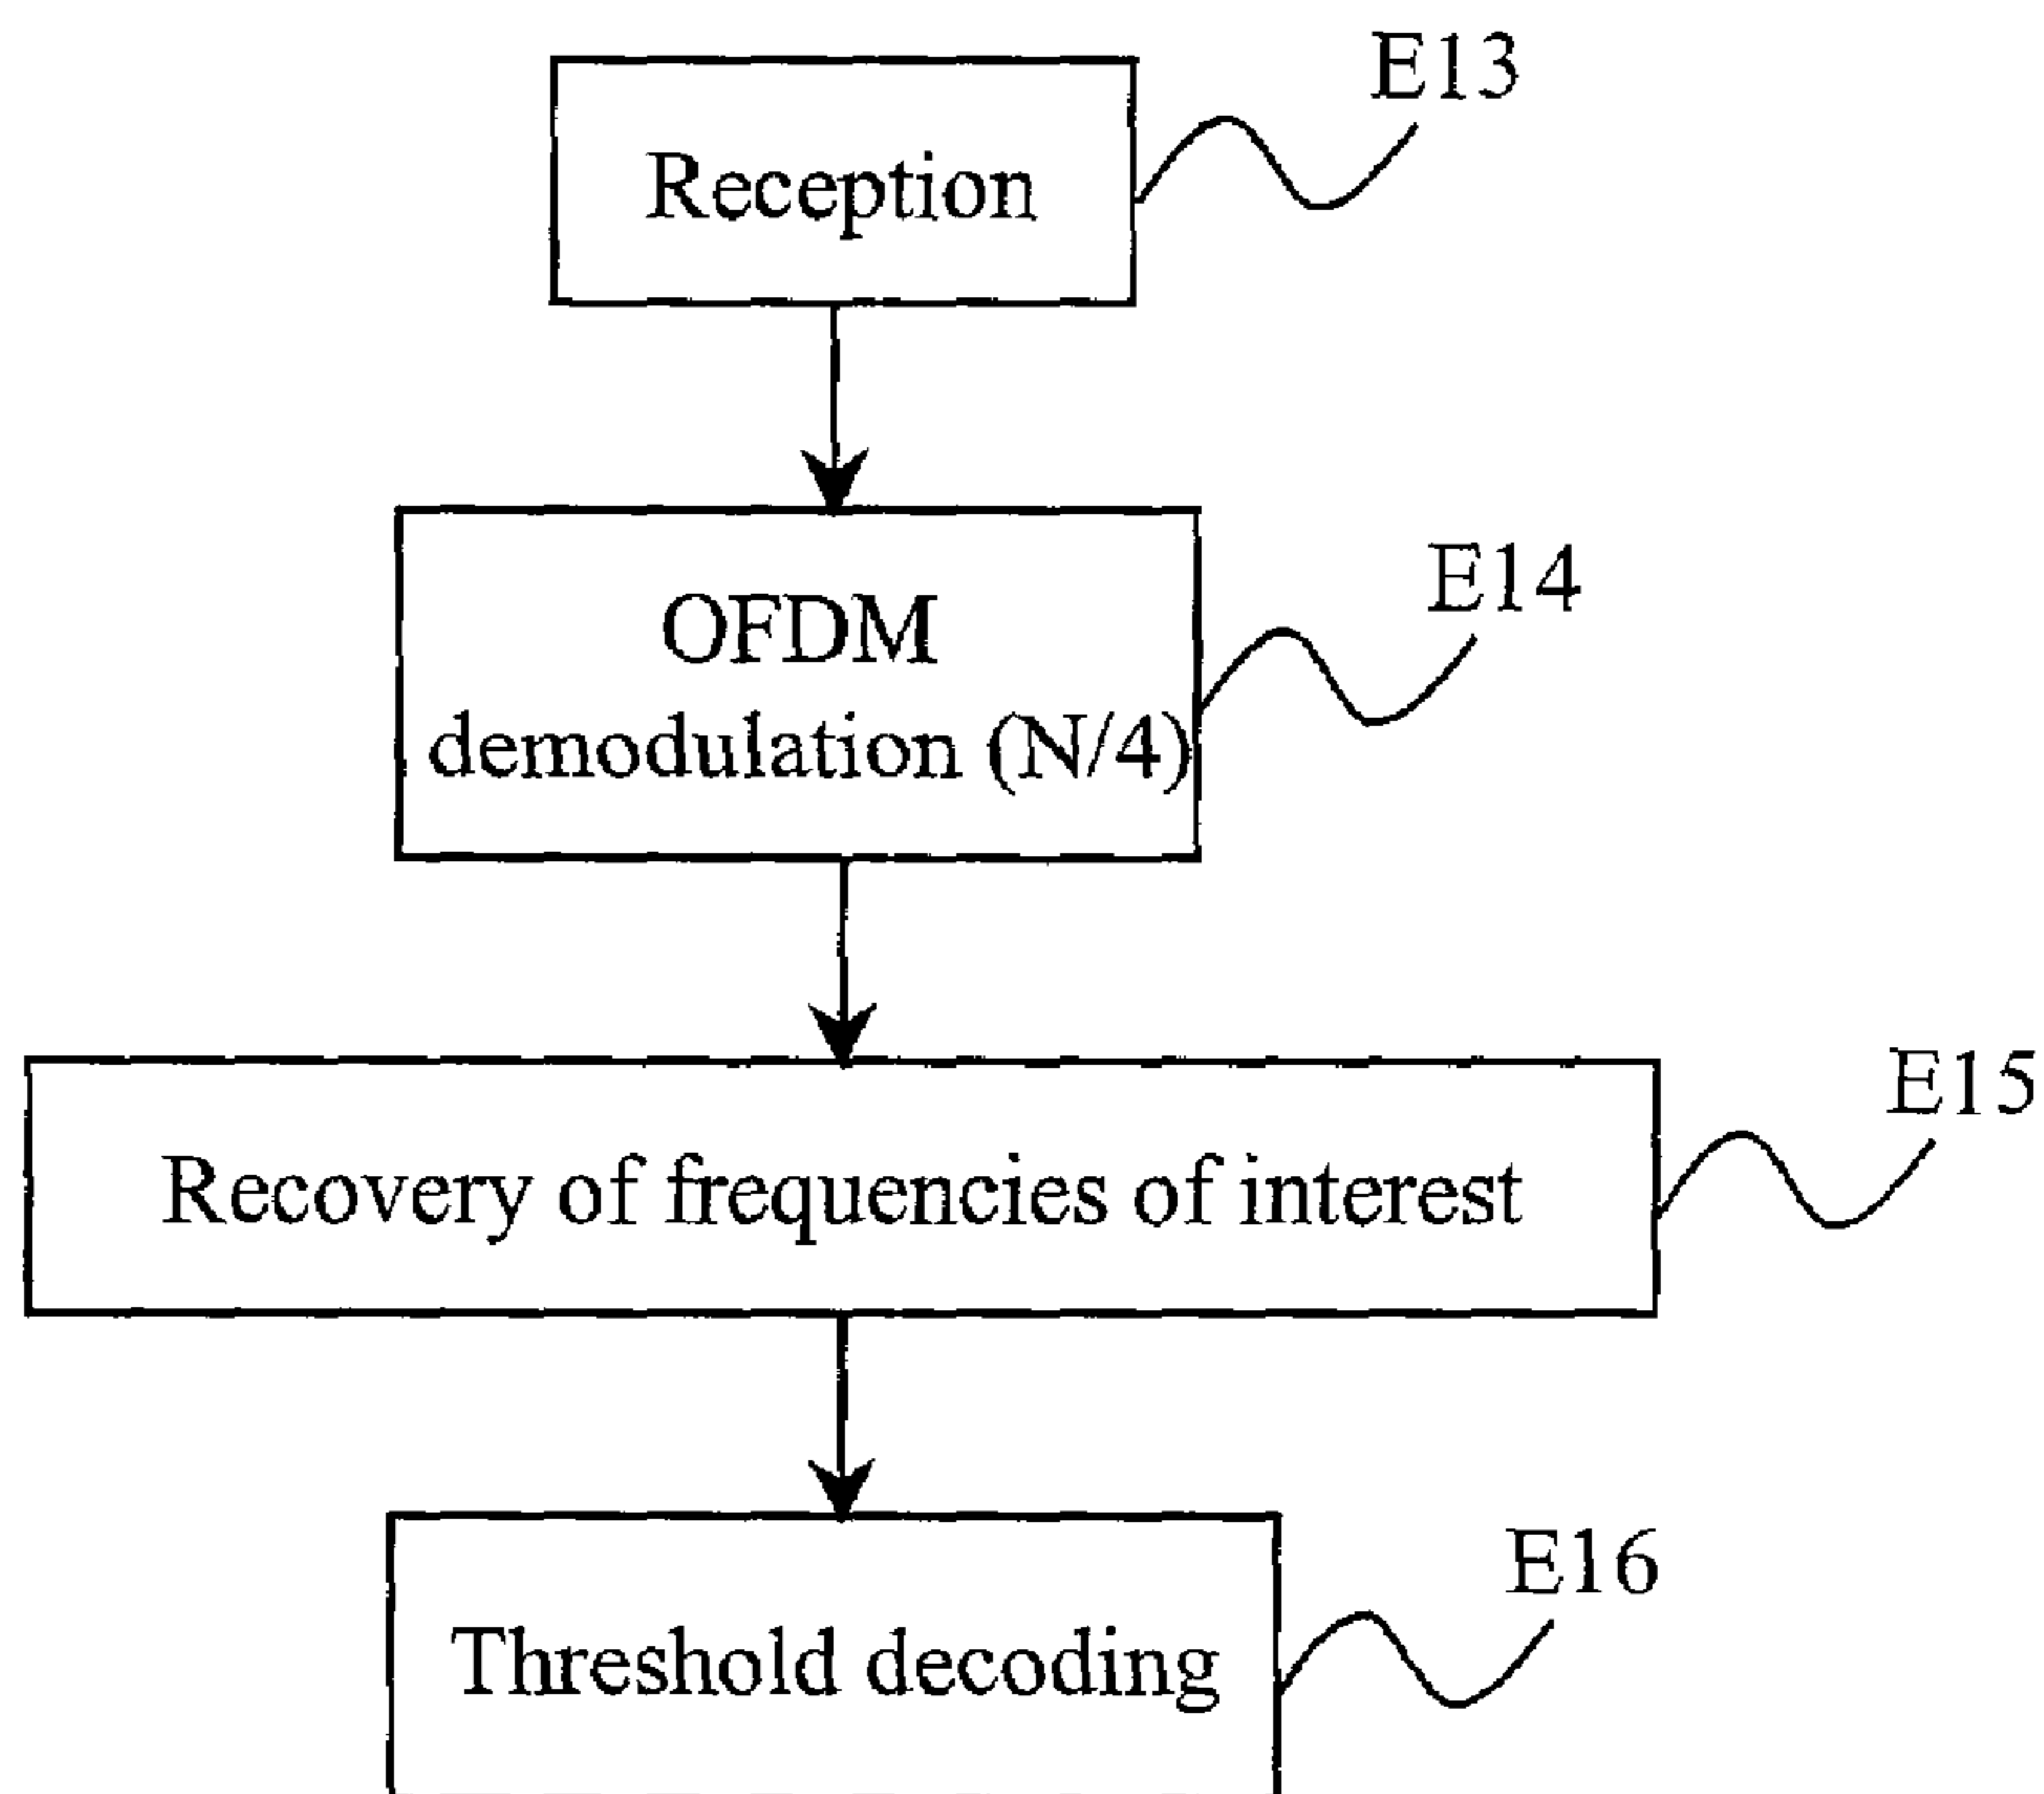 E13
Reception
E14
OFDM
demodulation (N/4)
E15
Recovery of frequencies of interest
E16
Threshold decoding